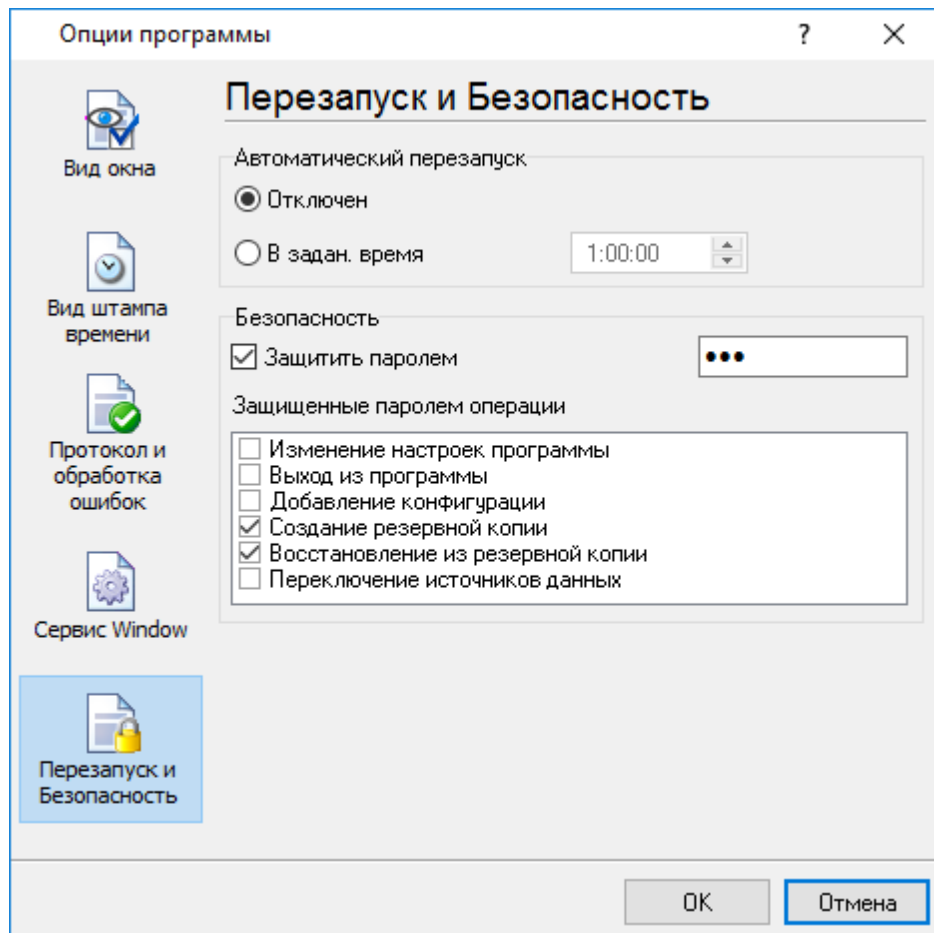 Опции программы
?
Вид окна
Вид штампа
времени
Протокол и
обработка
ошибок
Сервис Window
Перезапуск и
Безопасность
Перезапуск и Безопасность
Автоматический перезапуск
Отключен
В задан. время
1:00:00
Безопасность
Защитить паролем
•••
Защищенные паролем операции
Изменение настроек программы
Выход из программы
Добавление конфигурации
Создание резервной копии
Восстановление из резервной копии
Переключение источников данных
OK
Отмена